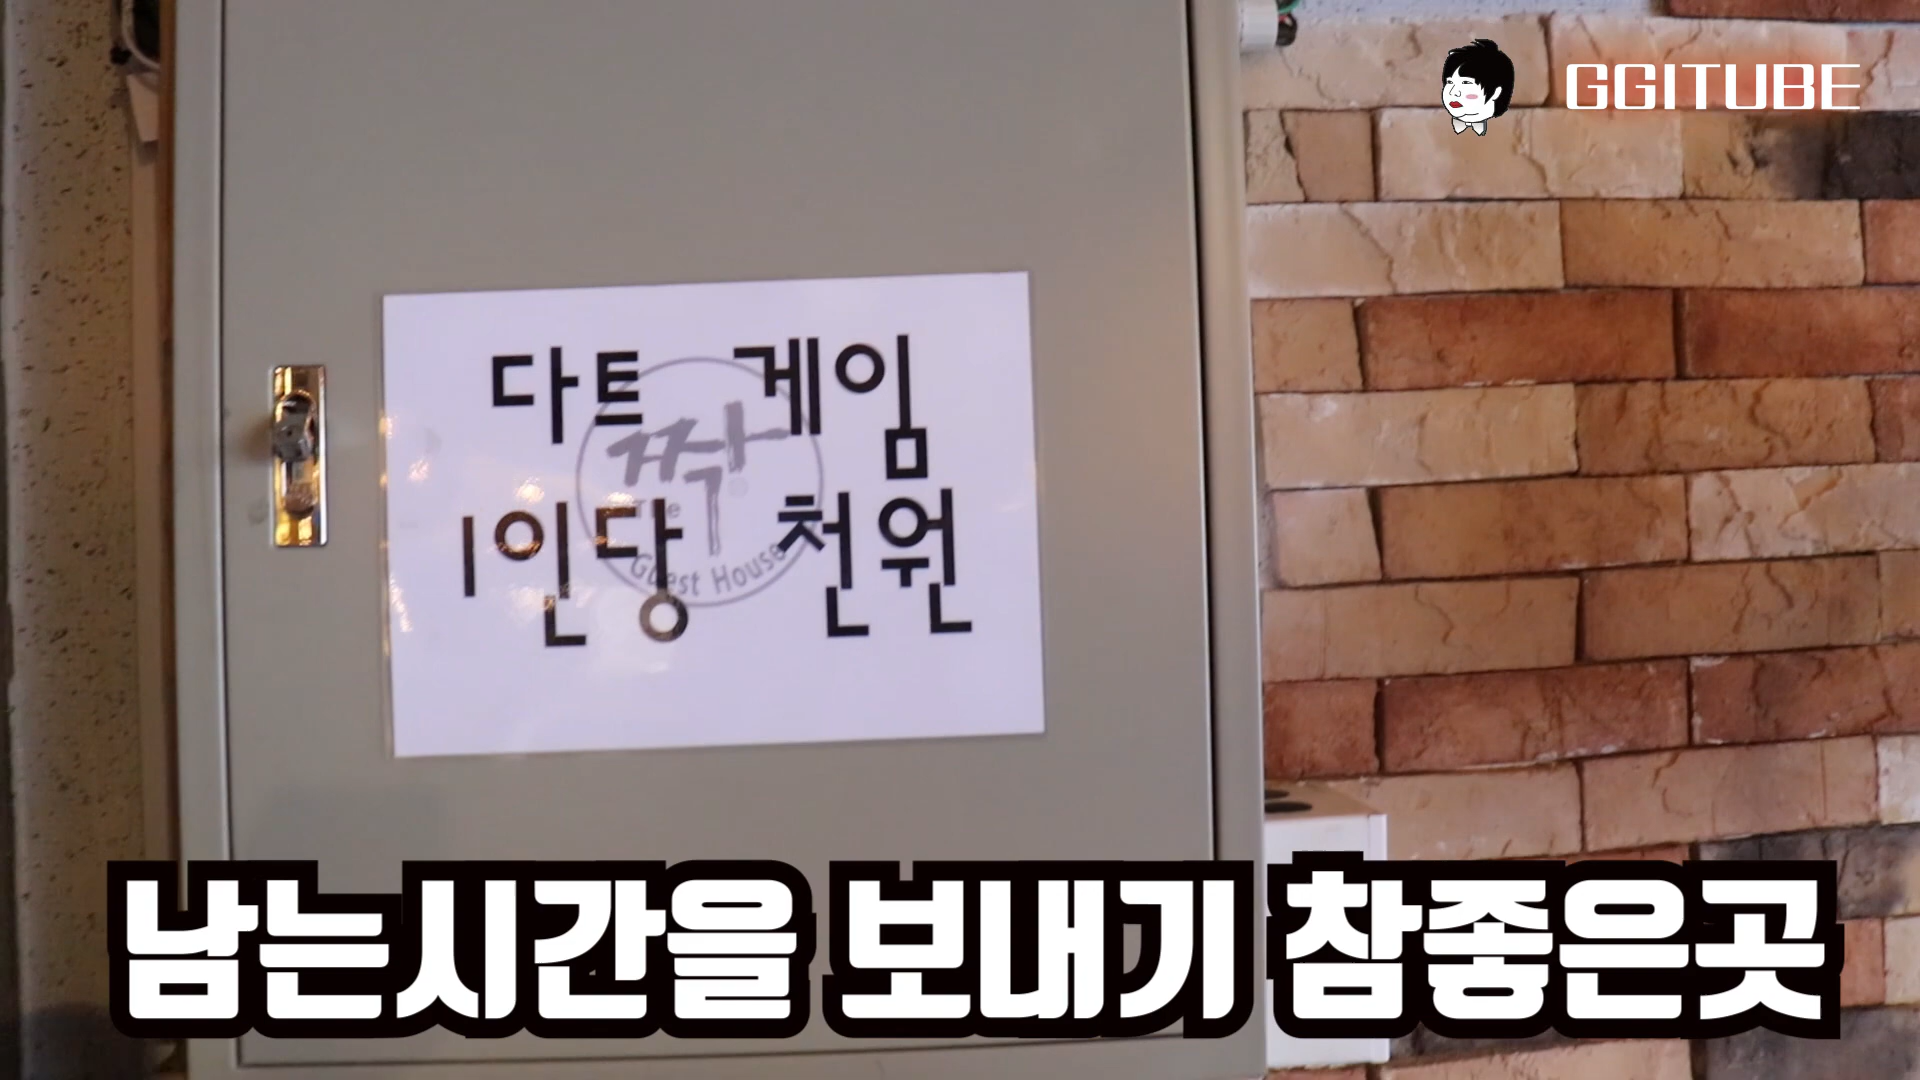 GGITUBE
다트 게임
1인당 천원
짝
The
Guest House
남는시간을 보내기 참좋은곳